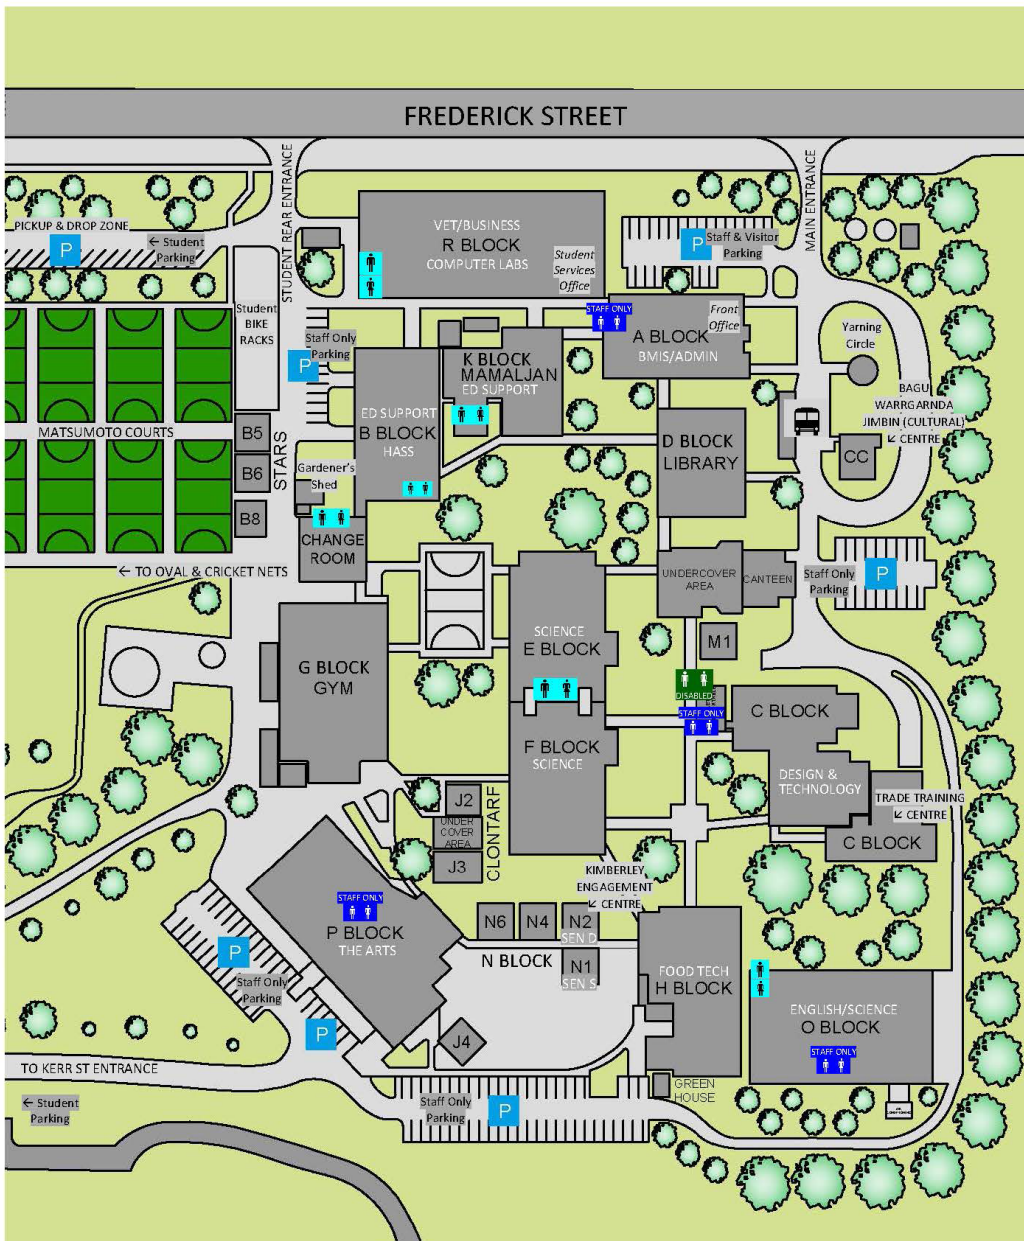 FREDERICK STREET
STUDENT REAR ENTRANCE
MAIN ENTRANCE
PICKUP & DROP ZONE
P
← Student
Parking
VET/BUSINESS
R BLOCK
COMPUTER LABS
Student
Services
Office
P
Staff & Visitor
Parking
Student
BIKE
RACKS
Staff Only
Parking
P
STAFF ONLY
Front
Office
A BLOCK
BMIS/ADMIN
Yarning
Circle
K BLOCK
MAMALJAN
ED SUPPORT
BAGU
WARRGARNDA
JIMBIN (CULTURAL)
↙ CENTRE
CC
ED SUPPORT
B BLOCK
HASS
D BLOCK
LIBRARY
MATSUMOTO COURTS
B5
B6
B8
STARS
Gardener's
Shed
CHANGE
ROOM
← TO OVAL & CRICKET NETS
UNDERCOVER
AREA
CANTEEN
Staff Only
Parking
P
M1
SCIENCE
E BLOCK
G BLOCK
GYM
DISABLED
STAFF ONLY
C BLOCK
F BLOCK
SCIENCE
DESIGN &
TECHNOLOGY
TRADE TRAINING
↙ CENTRE
C BLOCK
J2
UNDER
COVER
AREA
J3
CLONTARF
KIMBERLEY
ENGAGEMENT
↙ CENTRE
STAFF ONLY
P BLOCK
THE ARTS
N6
N4
N2
SEN D
N BLOCK
N1
SEN S
P
Staff Only
Parking
P
FOOD TECH
H BLOCK
ENGLISH/SCIENCE
O BLOCK
STAFF ONLY
J4
TO KERR ST ENTRANCE
← Student
Parking
Staff Only
Parking
P
GREEN
HOUSE